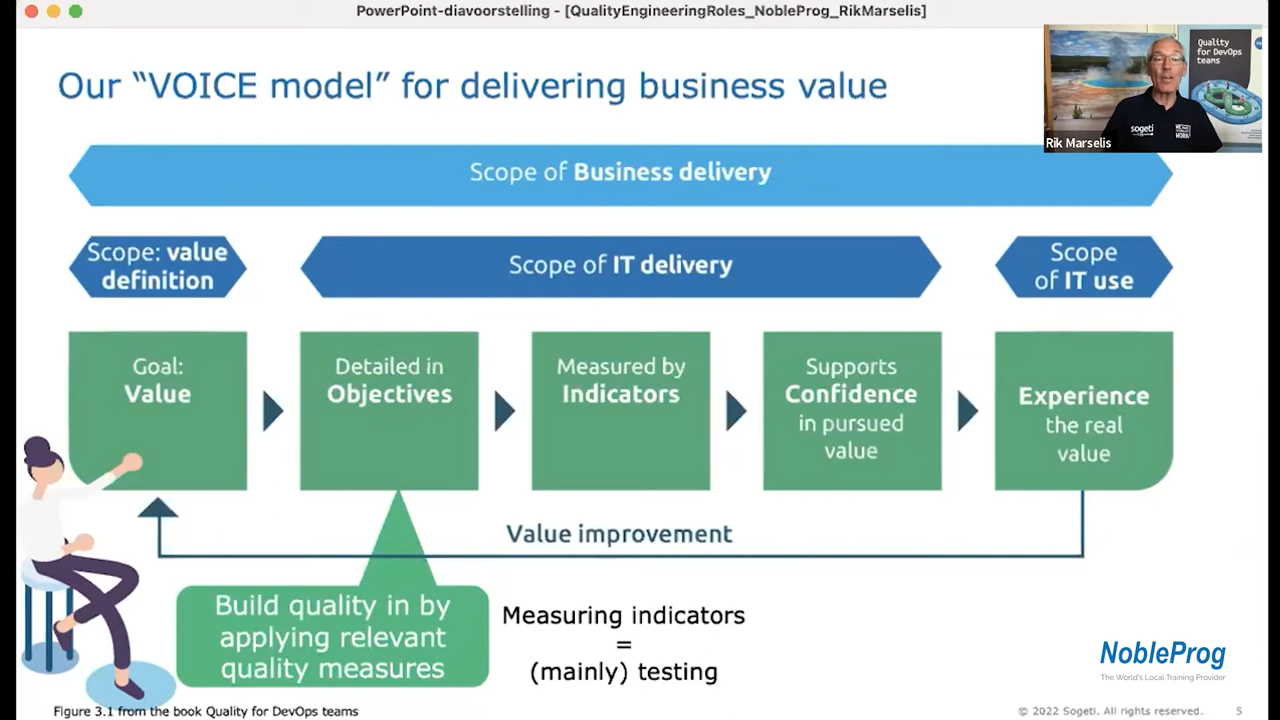 PowerPoint-diavoorstelling - [QualityEngineeringRoles_NobleProg_RikMarselis]
Our “VOICE model” for delivering business value
Quality
for DevOps
teams
sogeti
Rik Marselis
Scope of Business delivery
Scope: value
definition
Scope of IT delivery
Scope
of IT use
Goal:
Value
Detailed in
Objectives
Measured by
Indicators
Supports
Confidence
in pursued
value
Experience
the real
value
Value improvement
Build quality in by
applying relevant
quality measures
Measuring indicators
=
(mainly) testing
NobleProg
The World's Local Training Provider
Figure 3.1 from the book Quality for DevOps teams
© 2022 Sogeti. All rights reserved.
5